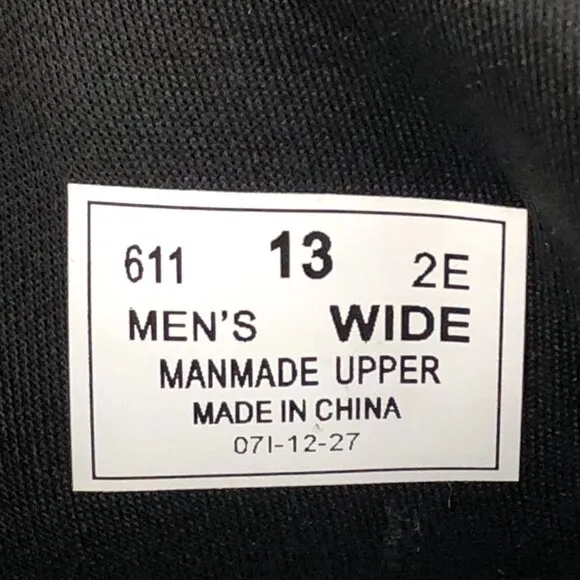 611 13 2E
MEN'S WIDE
MANMADE UPPER
MADE IN CHINA
07I-12-27